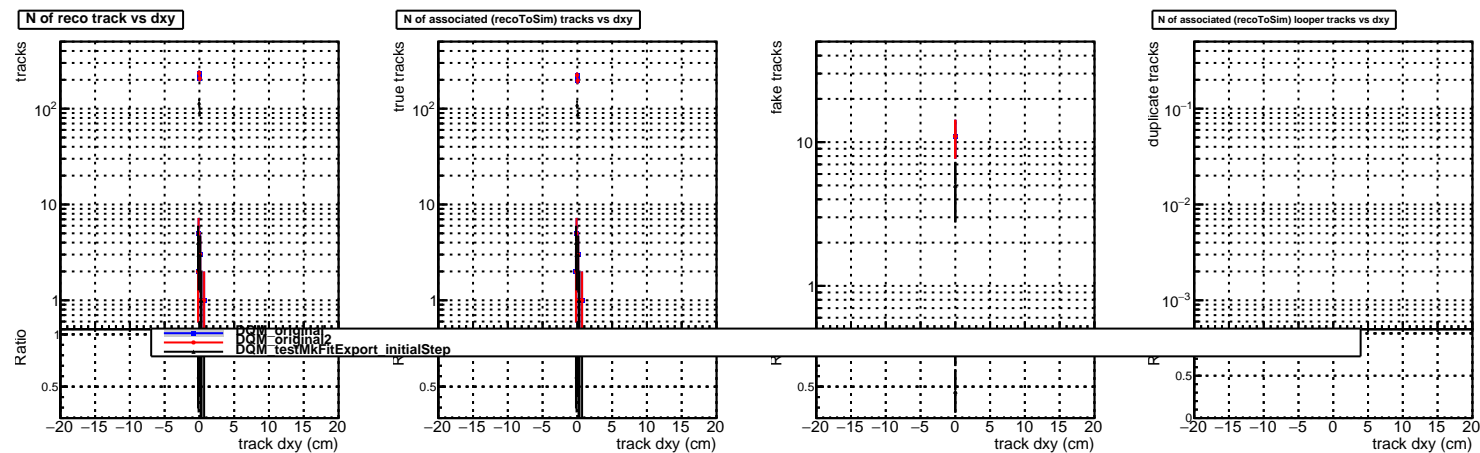 N of reco track vs dxy
tracks
10²
10
1
Ratio
1
0.5
−20 −15 −10 −5 0 5 10 15 20
track dxy (cm)
N of associated (recoToSim) tracks vs dxy
true tracks
10²
10
1
0.5
−20 −15 −10 −5 0 5 10 15 20
track dxy (cm)
fake tracks
10
1
0.5
−20 −15 −10 −5 0 5 10 15 20
track dxy (cm)
N of associated (recoToSim) looper tracks vs dxy
duplicate tracks
10⁻¹
10⁻²
10⁻³
0.5
0
−20 −15 −10 −5 0 5 10 15 20
track dxy (cm)
DQM_original
DQM_original2
DQM_testMkFitExport_initialStep